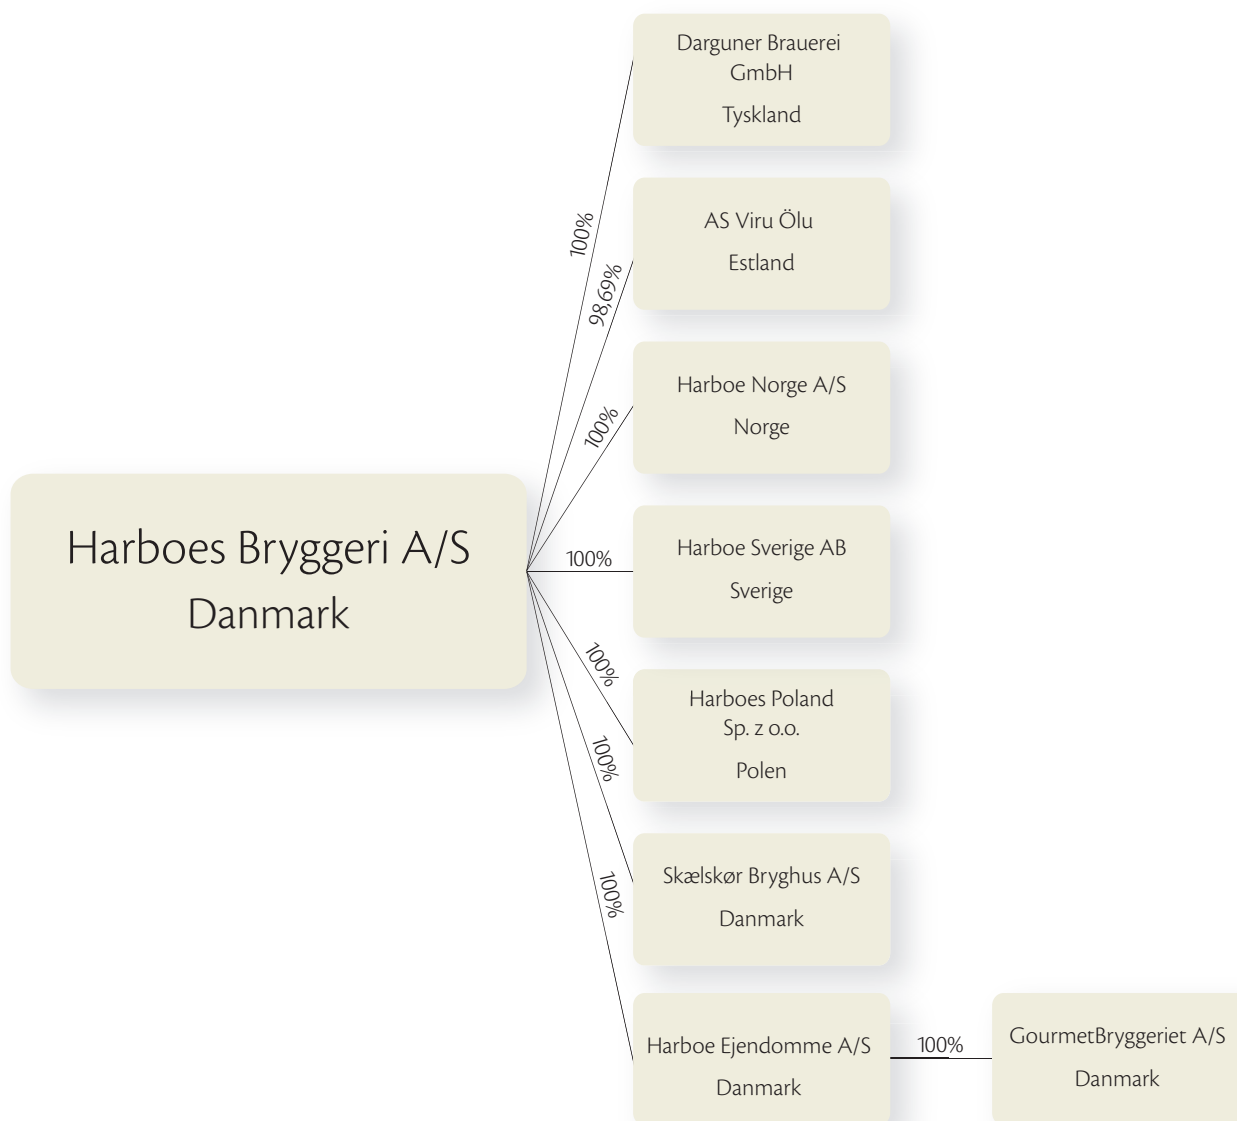 Darguner Brauerei
GmbH
Tyskland
100%
AS Viru Ölu
Estland
98,69%
Harboe Norge A/S
Norge
100%
Harboes Bryggeri A/S
Danmark
Harboe Sverige AB
Sverige
100%
Harboes Poland
Sp. z o.o.
Polen
100%
Skælskør Bryghus A/S
Danmark
100%
Harboe Ejendomme A/S
Danmark
100%
100%
GourmetBryggeriet A/S
Danmark